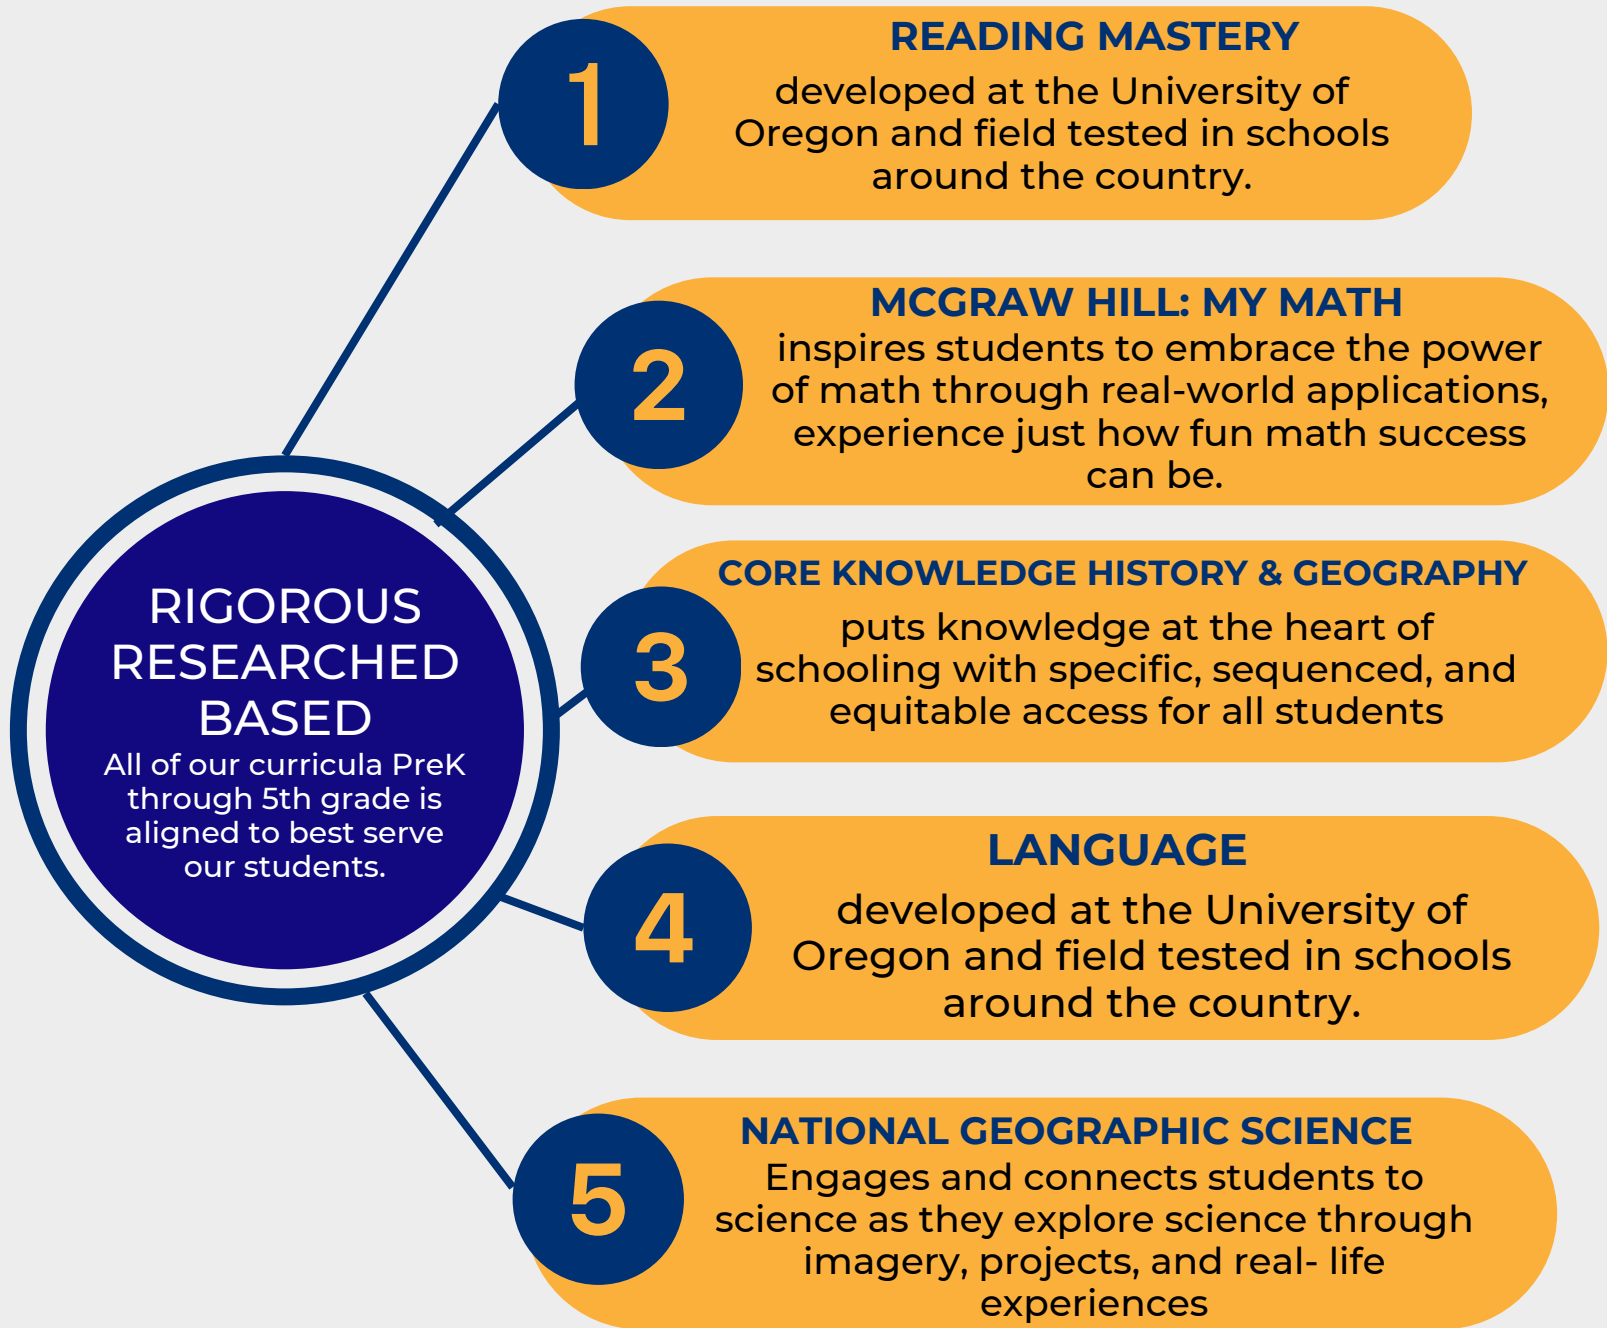 1
READING MASTERY
developed at the University of
Oregon and field tested in schools
around the country.
2
MCGRAW HILL: MY MATH
inspires students to embrace the power
of math through real-world applications,
experience just how fun math success
can be.
RIGOROUS
RESEARCHED
BASED
All of our curricula PreK
through 5th grade is
aligned to best serve
our students.
3
CORE KNOWLEDGE HISTORY & GEOGRAPHY
puts knowledge at the heart of
schooling with specific, sequenced, and
equitable access for all students
4
LANGUAGE
developed at the University of
Oregon and field tested in schools
around the country.
5
NATIONAL GEOGRAPHIC SCIENCE
Engages and connects students to
science as they explore science through
imagery, projects, and real- life
experiences